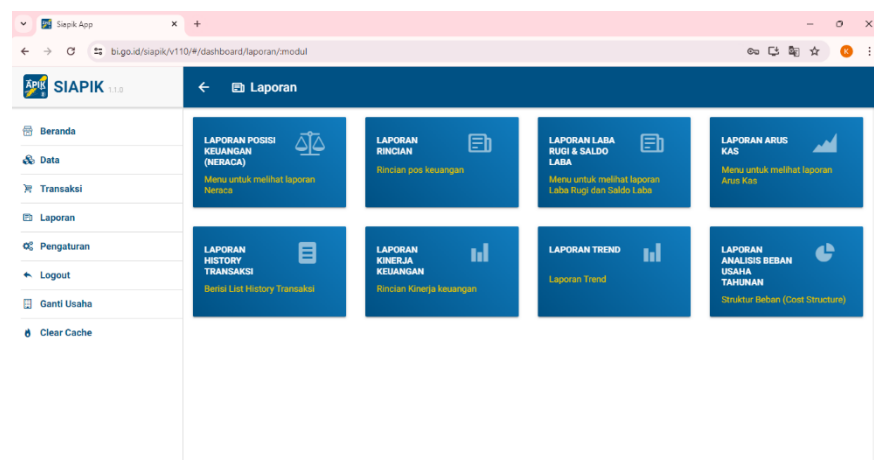 Siapik App
bi.go.id/siapik/v110/#/dashboard/laporan/:modul
K
APIK
SIAPIK 1.1.0
Laporan
Beranda
Data
Transaksi
Laporan
Pengaturan
Logout
Ganti Usaha
Clear Cache
LAPORAN POSISI
KEUANGAN
(NERACA)
Menu untuk melihat laporan
Neraca
LAPORAN
RINCIAN
Rincian pos keuangan
LAPORAN LABA
RUGI & SALDO
LABA
Menu untuk melihat laporan
Laba Rugi dan Saldo Laba
LAPORAN ARUS
KAS
Menu untuk melihat laporan
Arus Kas
LAPORAN
HISTORY
TRANSAKSI
Berisi List History Transaksi
LAPORAN
KINERJA
KEUANGAN
Rincian Kinerja keuangan
LAPORAN TREND
Laporan Trend
LAPORAN
ANALISIS BEBAN
USAHA
TAHUNAN
Struktur Beban (Cost Structure)